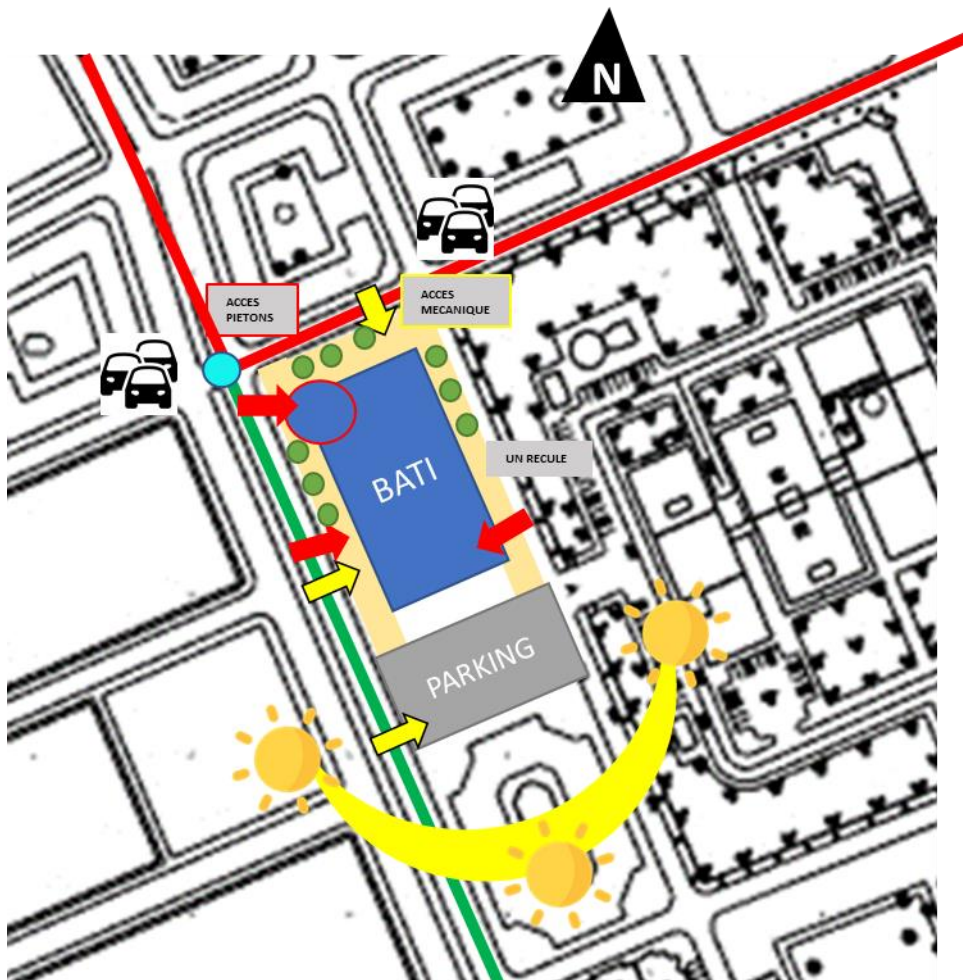 N
ACCES
PIETONS
ACCES
MECANIQUE
UN RECULE
BATI
PARKING